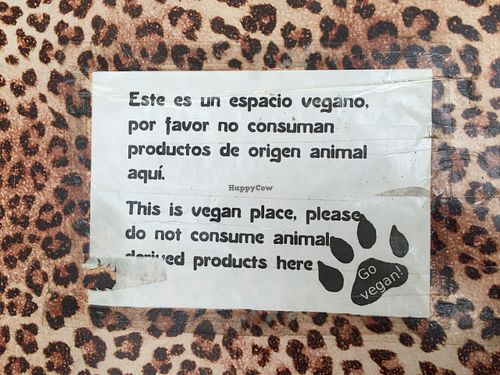 Este es un espacio vegano,
por favor no consuman
productos de origen animal
aquí.
HappyCow
This is vegan place, please
do not consume animal
derived products here
Go
vegan!